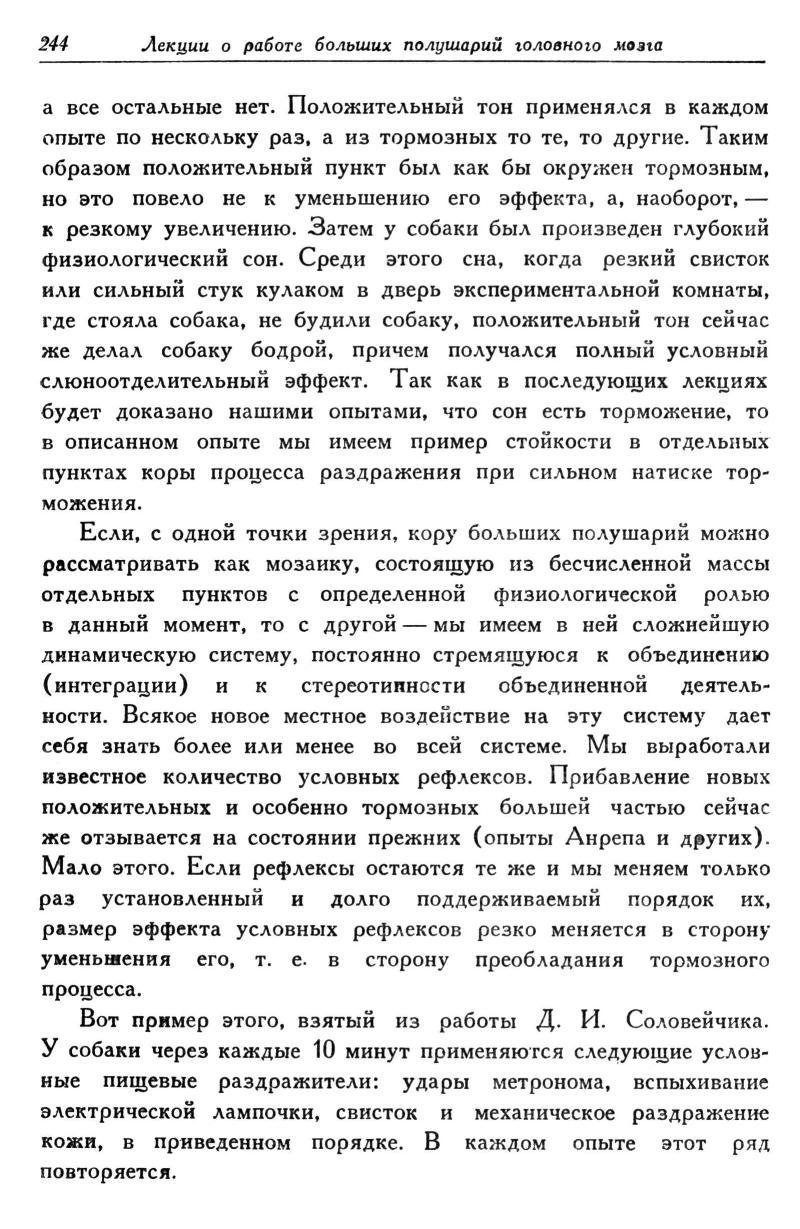 244 Лекции о работе больших полушарий головного мозга
а все остальные нет. Положительный тон применялся в каждом
опыте по нескольку раз, а из тормозных то те, то другие. Таким
образом положительный пункт был как бы окружен тормозным,
но это повело не к уменьшению его эффекта, а, наоборот, —
к резкому увеличению. Затем у собаки был произведен глубокий
физиологический сон. Среди этого сна, когда резкий свисток
или сильный стук кулаком в дверь экспериментальной комнаты,
где стояла собака, не будили собаку, положительный тон сейчас
же делал собаку бодрой, причем получался полный условный
слюноотделительный эффект. Так как в последующих лекциях
будет доказано нашими опытами, что сон есть торможение, то
в описанном опыте мы имеем пример стойкости в отдельных
пунктах коры процесса раздражения при сильном натиске тор-
можения.
Если, с одной точки зрения, кору больших полушарий можно
рассматривать как мозаику, состоящую из бесчисленной массы
отдельных пунктов с определенной физиологической ролью
в данный момент, то с другой — мы имеем в ней сложнейшую
динамическую систему, постоянно стремящуюся к объединению
(интеграции) и к стереотипности объединенной деятель-
ности. Всякое новое местное воздействие на эту систему дает
себя знать более или менее во всей системе. Мы выработали
известное количество условных рефлексов. Прибавление новых
положительных и особенно тормозных большей частью сейчас
же отзывается на состоянии прежних (опыты Анрепа и других).
Мало этого. Если рефлексы остаются те же и мы меняем только
раз установленный и долго поддерживаемый порядок их,
размер эффекта условных рефлексов резко меняется в сторону
уменьшения его, т. е. в сторону преобладания тормозного
процесса.
Вот пример этого, взятый из работы Д. И. Соловейчика.
У собаки через каждые 10 минут применяются следующие услов-
ные пищевые раздражители: удары метронома, вспыхивание
электрической лампочки, свисток и механическое раздражение
кожи, в приведенном порядке. В каждом опыте этот ряд
повторяется.